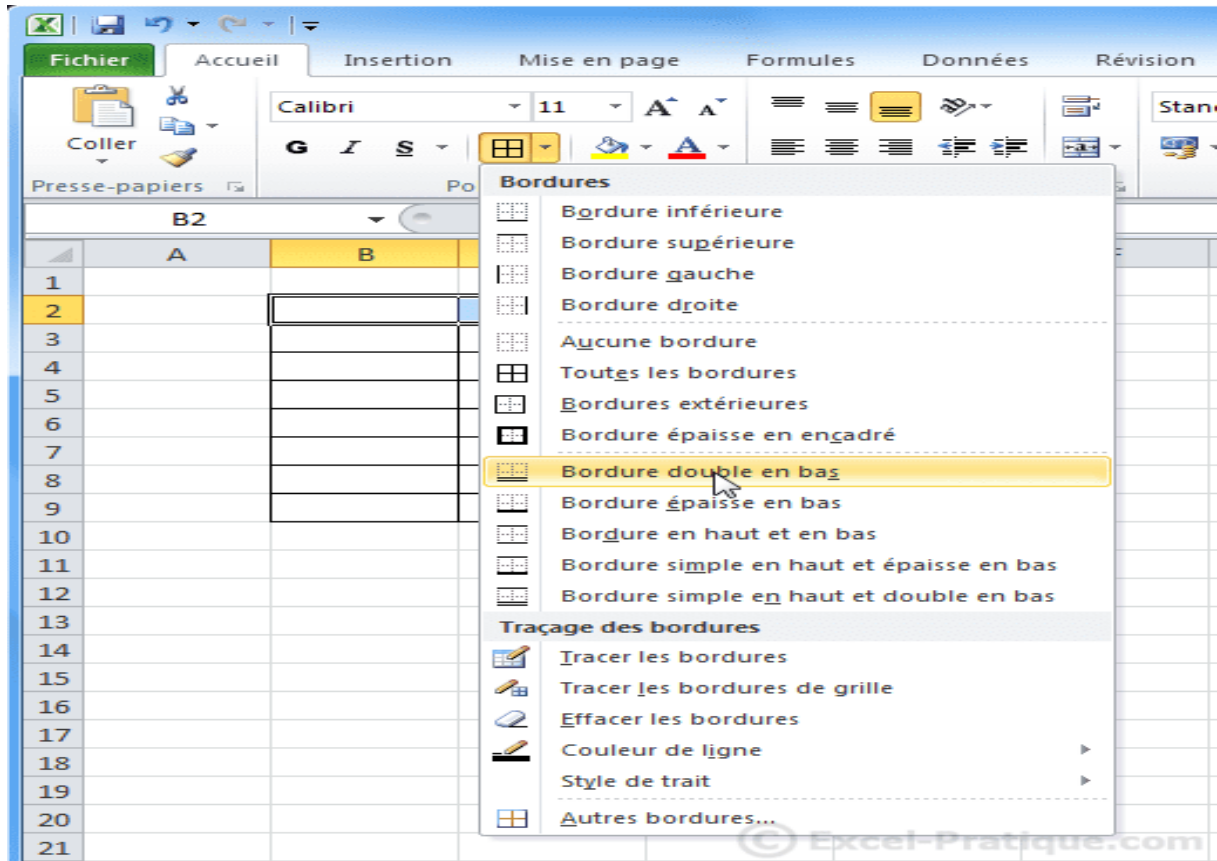 Fichier Accueil Insertion Mise en page Formules Données Révision
Coller
Calibri 11 A A Stan
G I S A
Presse-papiers Po
B2
A B F
1
2
3
4
5
6
7
8
9
10
11
12
13
14
15
16
17
18
19
20
21
Bordures
Bordure inférieure
Bordure supérieure
Bordure gauche
Bordure droite
Aucune bordure
Toutes les bordures
Bordures extérieures
Bordure épaisse en encadré
Bordure double en bas
Bordure épaisse en bas
Bordure en haut et en bas
Bordure simple en haut et épaisse en bas
Bordure simple en haut et double en bas
Traçage des bordures
Tracer les bordures
Tracer les bordures de grille
Effacer les bordures
Couleur de ligne
Style de trait
Autres bordures...
© Excel-Pratique.com